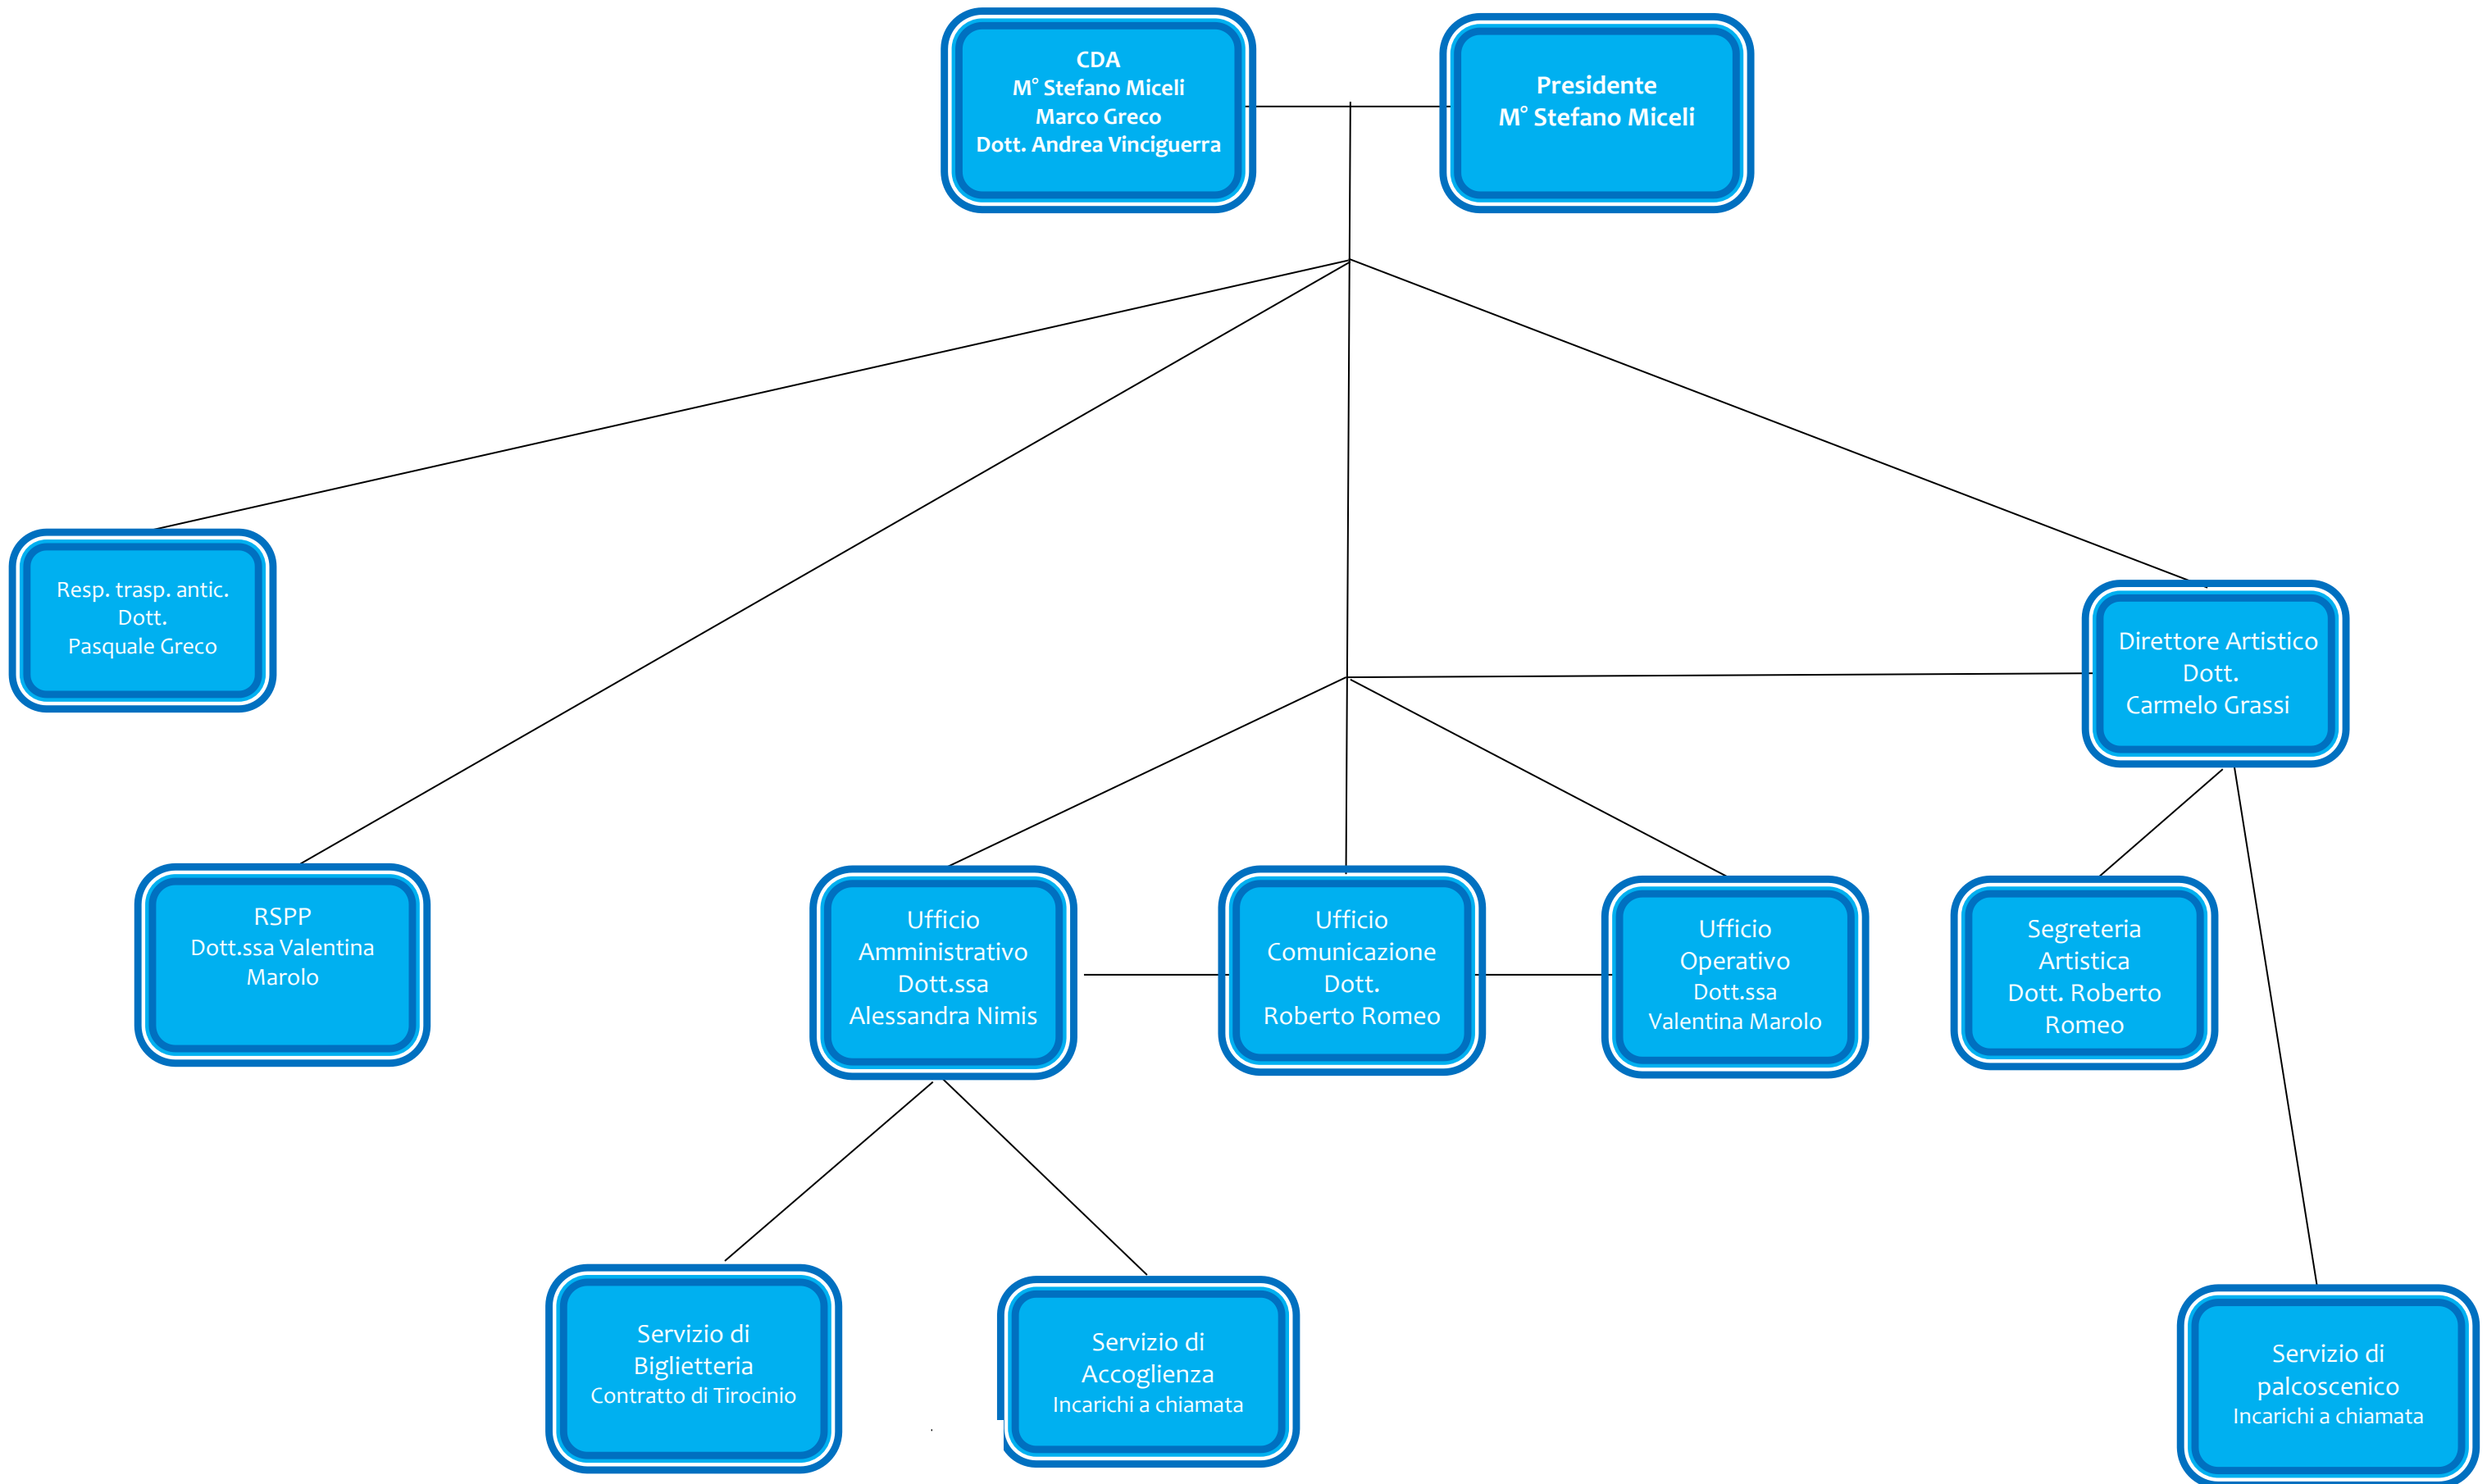 CDA
M° Stefano Miceli
Marco Greco
Dott. Andrea Vinciguerra
Presidente
M° Stefano Miceli
Resp. trasp. antic.
Dott.
Pasquale Greco
Direttore Artistico
Dott.
Carmelo Grassi
RSPP
Dott.ssa Valentina
Marolo
Ufficio
Amministrativo
Dott.ssa
Alessandra Nimis
Ufficio
Comunicazione
Dott.
Roberto Romeo
Ufficio
Operativo
Dott.ssa
Valentina Marolo
Segreteria
Artistica
Dott. Roberto
Romeo
Servizio di
Biglietteria
Contratto di Tirocinio
Servizio di
Accoglienza
Incarichi a chiamata
Servizio di
palcoscenico
Incarichi a chiamata